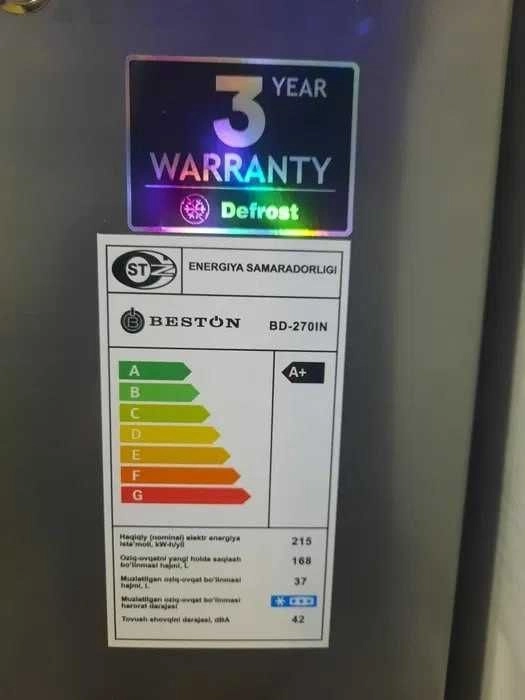 3 YEAR
WARRANTY
Defrost
STZ
ENERGIYA SAMARADORLIGI
B BESTON
BD-270IN
A
A+
B
C
D
E
F
G
Haqiqiy (nominal) elektr energiya
iste'moli, kW-h/yil
215
Oziq-ovqatni yangi holda saqlash
bo'linmasi hajmi, L
168
Muzlatilgan oziq-ovqat bo'linmasi
hajmi, L
37
Muzlatilgan oziq-ovqat bo'linmasi
harorat darajasi
Tovush shovqini darajasi, dBA
42